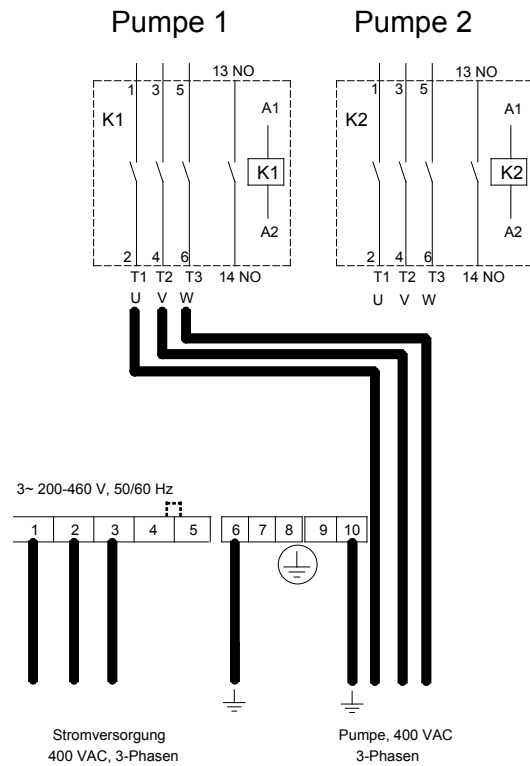 Pumpe 1 Pumpe 2
13 NO 13 NO
1 3 5 1 3 5
K1 A1 K2 A1
K1 K2
A2 A2
2 4 6 2 4 6
T1 T2 T3 14 NO T1 T2 T3 14 NO
U V W U V W
3~ 200-460 V, 50/60 Hz
1 2 3 4 5 6 7 8 9 10
Stromversorgung Pumpe, 400 VAC
400 VAC, 3-Phasen 3-Phasen